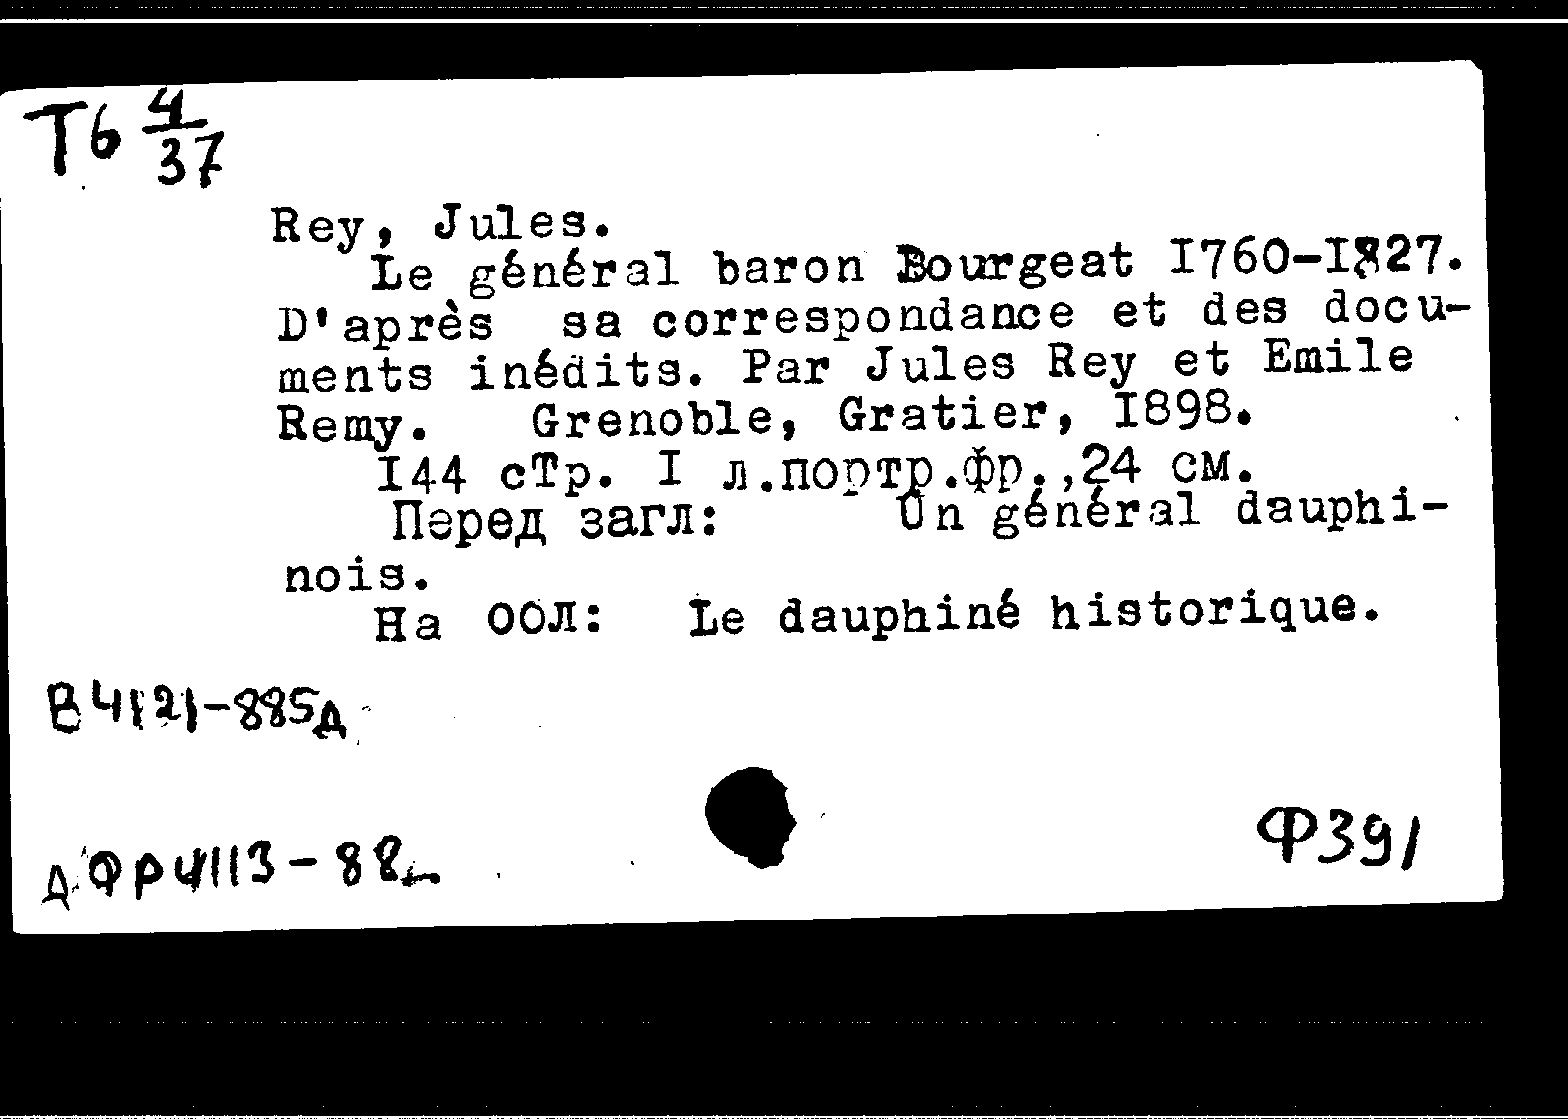 Т6 4/37
Rey, Jules.
Le général baron Bourgeat I760-I827.
D'après sa correspondance et des docu-
ments inédits. Par Jules Rey et Emile
Remy. Grenoble, Gratier, I898.
I44 стр. I л.портр.фр.,24 см.
Перед загл: Un général dauphi-
nois.
На ООЛ: Le dauphiné historique.
В4121-885д
ДФР4113-88
Ф391